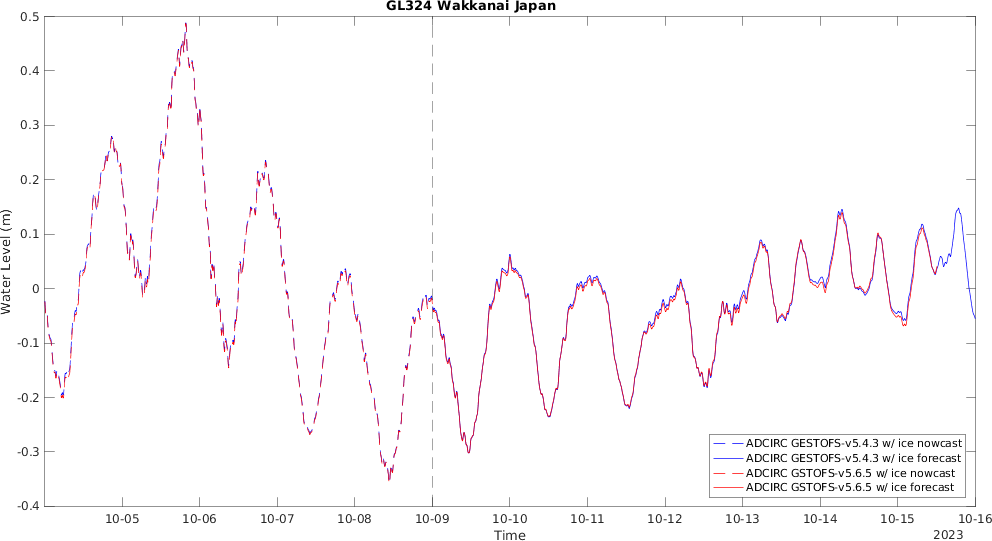 GL324 Wakkanai Japan
0.5
0.4
0.3
0.2
0.1
0
-0.1
-0.2
-0.3
-0.4
Water Level (m)
ADCIRC GESTOFS-v5.4.3 w/ ice nowcast
ADCIRC GESTOFS-v5.4.3 w/ ice forecast
ADCIRC GSTOFS-v5.6.5 w/ ice nowcast
ADCIRC GSTOFS-v5.6.5 w/ ice forecast
10-05 10-06 10-07 10-08 10-09 10-10 10-11 10-12 10-13 10-14 10-15 10-16
Time
2023